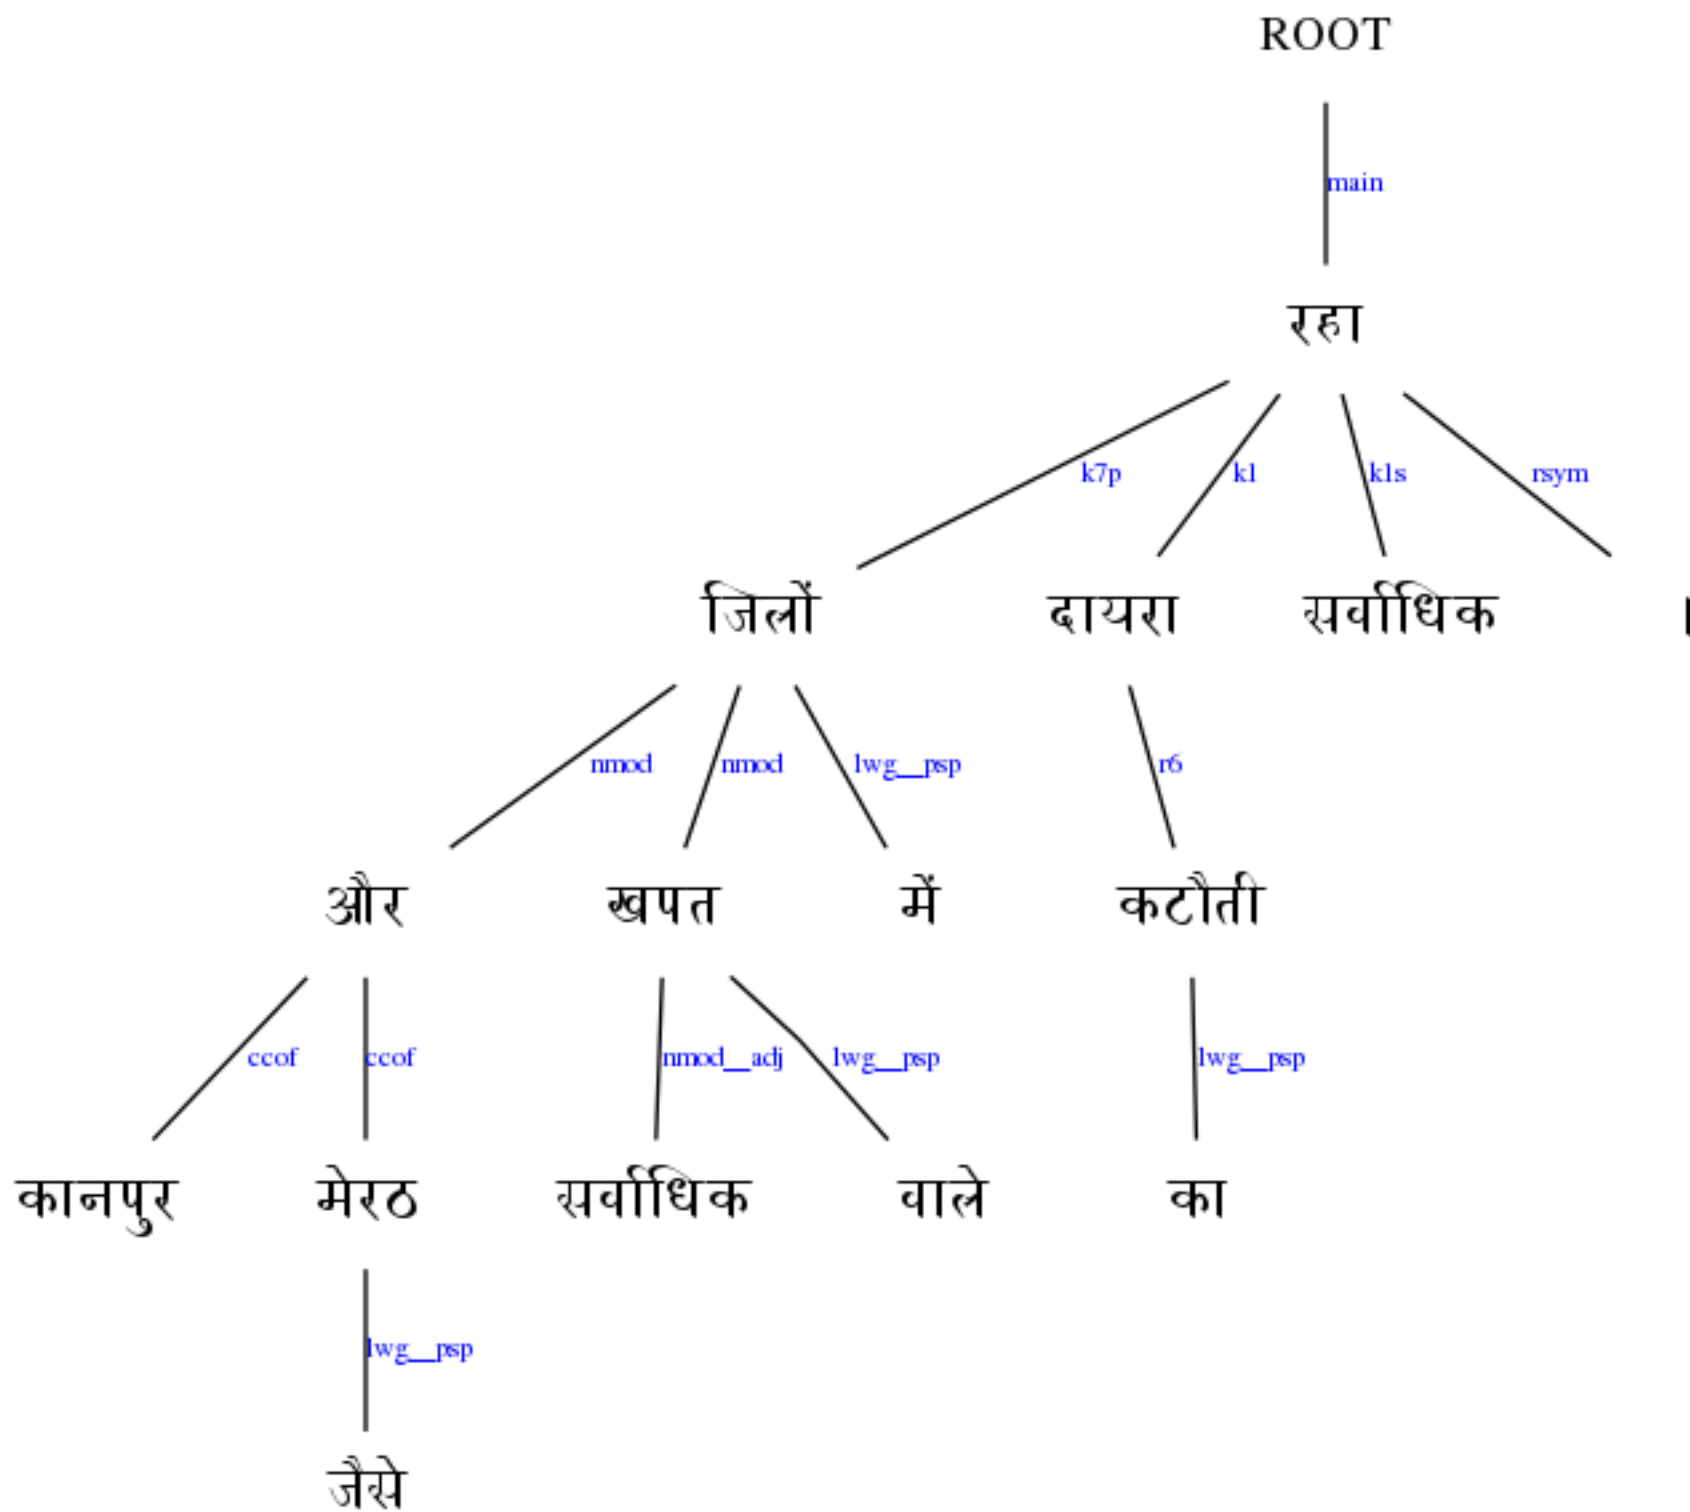 ROOT
main
रहा
k7p k1 k1s rsym
जिलों दायरा सर्वाधिक ।
nmod nmod lwg__psp r6
और खपत में कटौती
ccof ccof nmod__adj lwg__psp lwg__psp
कानपुर मेरठ सर्वाधिक वाले का
lwg__psp
जैसे